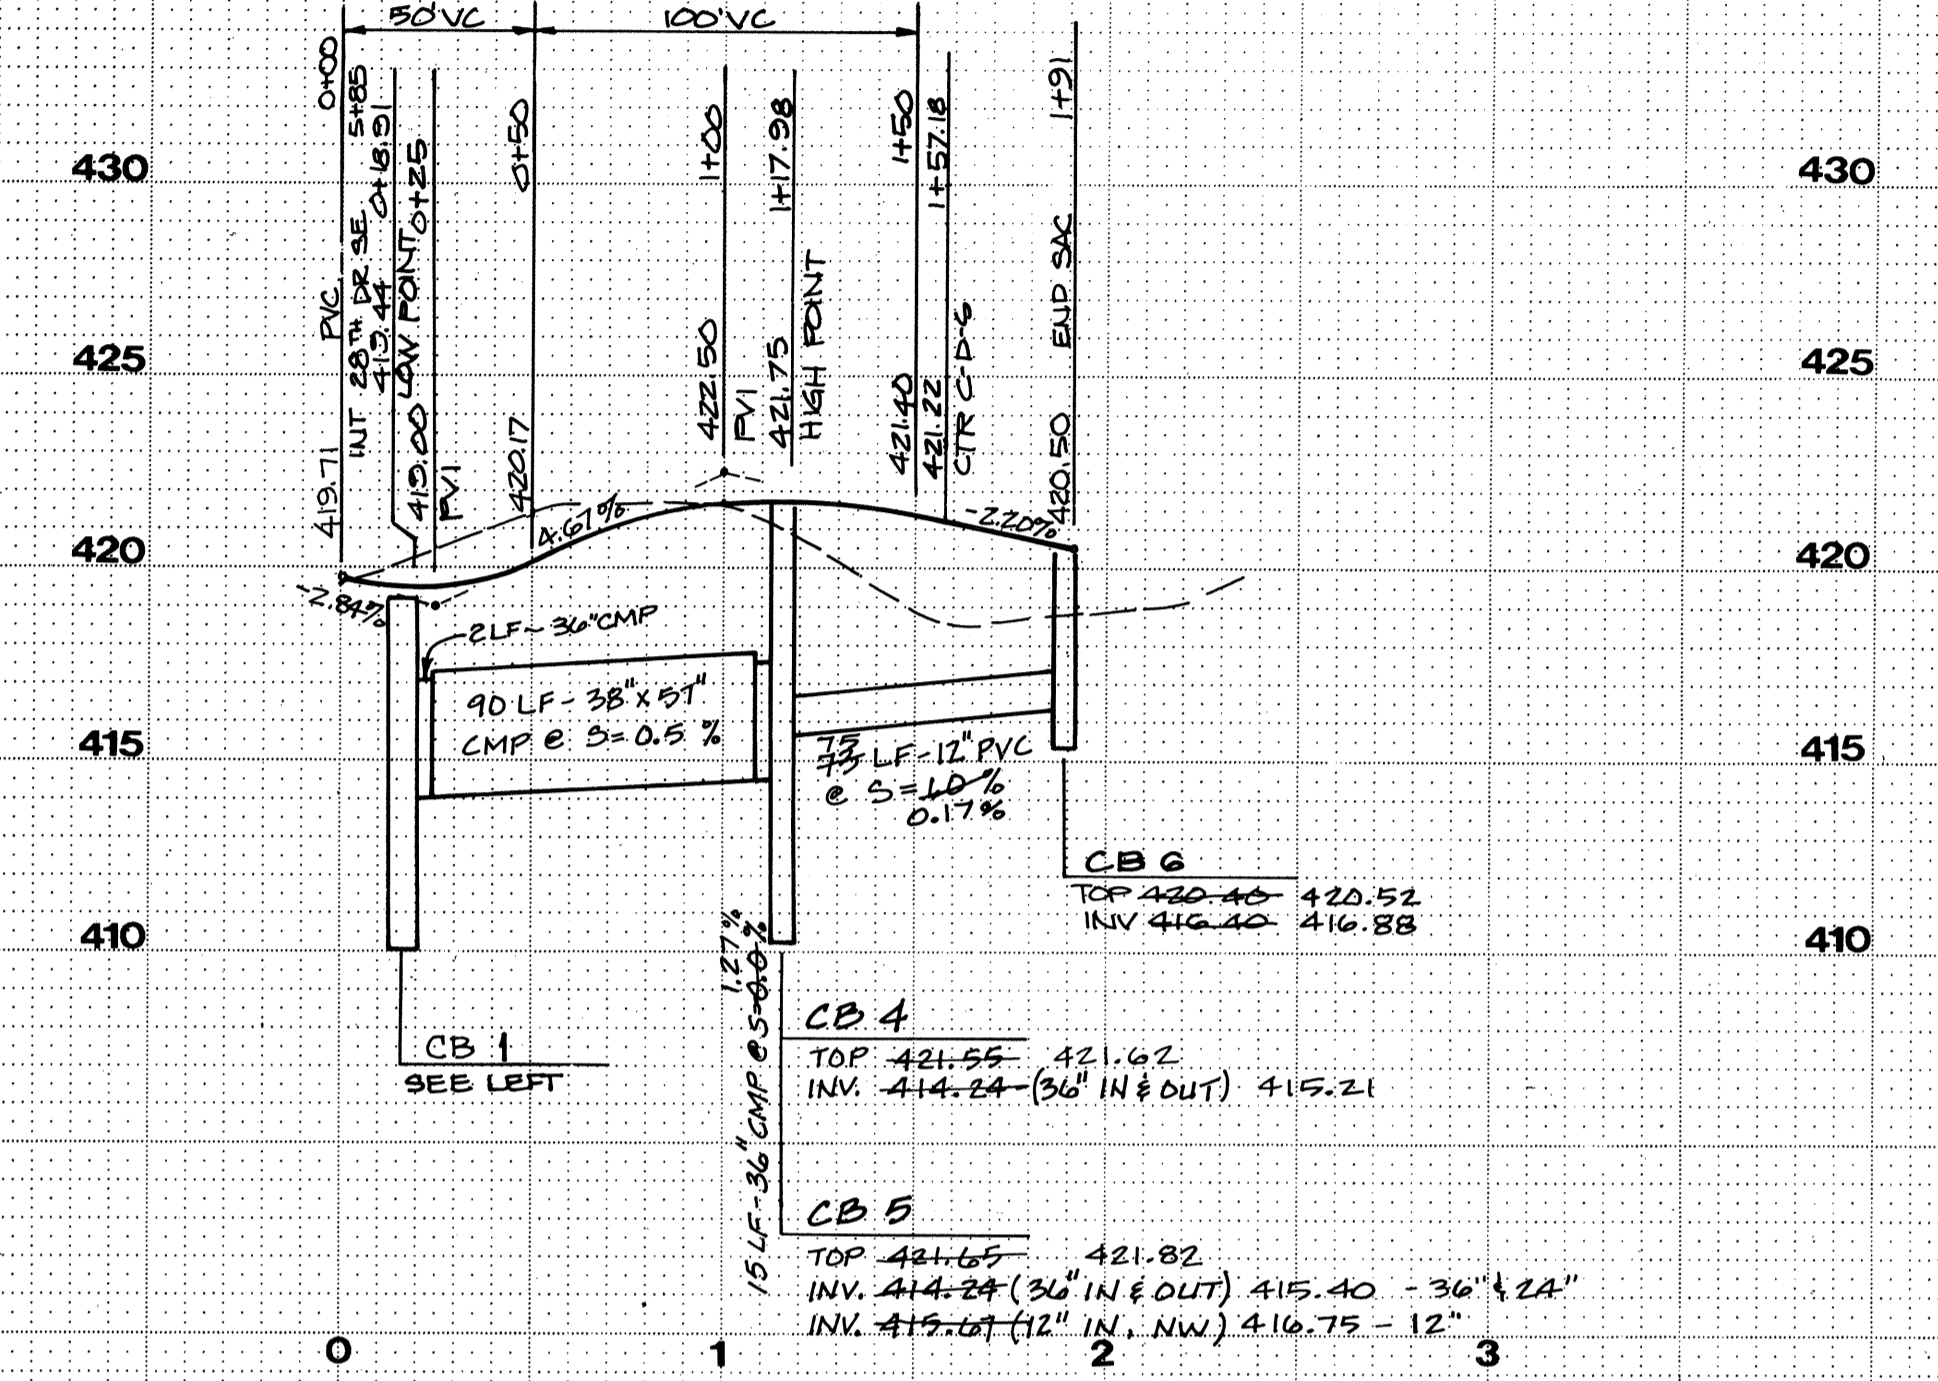 50'VC
100'VC
0+00
PVC
419.71
INT 28TH DR SE 5+85
419.44 0+18.91
LOW POINT
0+25
419.00
PVI
0+50
420.17
1+00
422.50
PVI
1+17.98
421.75
HIGH POINT
1+50
421.40
1+57.18
421.22
CTR C-D-S
1+91
END SAC
420.50
430
430
425
425
420
420
415
415
410
410
-2.84%
4.67%
-2.20%
2LF~36"CMP
90 LF - 38" X 57"
CMP @ S=0.5%
75
73 LF-12" PVC
@ S=1.0%
0.17%
CB 6
TOP 420.40 420.52
INV 416.40 416.88
1.27%
15 LF-36" CMP @ S=0.0%
CB 1
SEE LEFT
CB 4
TOP 421.55 421.62
INV. 414.24 (36" IN & OUT) 415.21
CB 5
TOP 421.65 421.82
INV. 414.24 (36" IN & OUT) 415.40 - 36" & 24"
INV. 415.67 (12" IN, NW) 416.75 - 12"
0 1 2 3